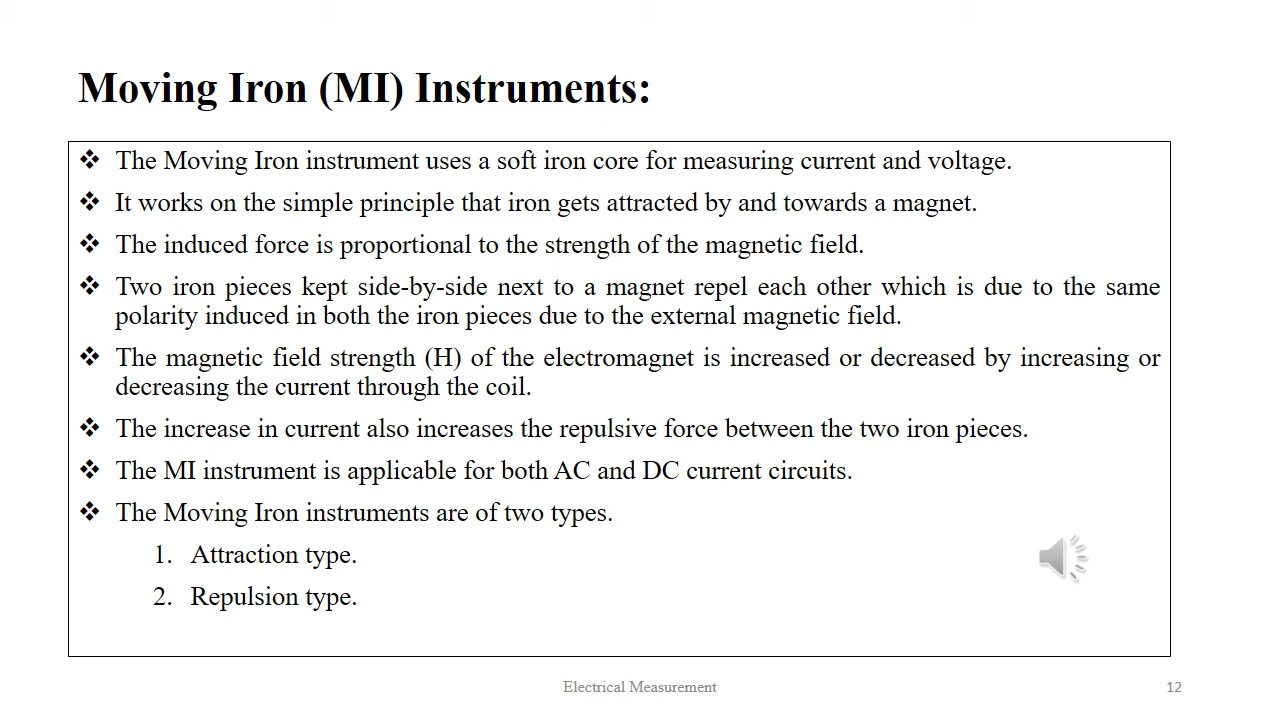 Moving Iron (MI) Instruments:
❖ The Moving Iron instrument uses a soft iron core for measuring current and voltage.
❖ It works on the simple principle that iron gets attracted by and towards a magnet.
❖ The induced force is proportional to the strength of the magnetic field.
❖ Two iron pieces kept side-by-side next to a magnet repel each other which is due to the same
polarity induced in both the iron pieces due to the external magnetic field.
❖ The magnetic field strength (H) of the electromagnet is increased or decreased by increasing or
decreasing the current through the coil.
❖ The increase in current also increases the repulsive force between the two iron pieces.
❖ The MI instrument is applicable for both AC and DC current circuits.
❖ The Moving Iron instruments are of two types.
1. Attraction type.
2. Repulsion type.
Electrical Measurement
12